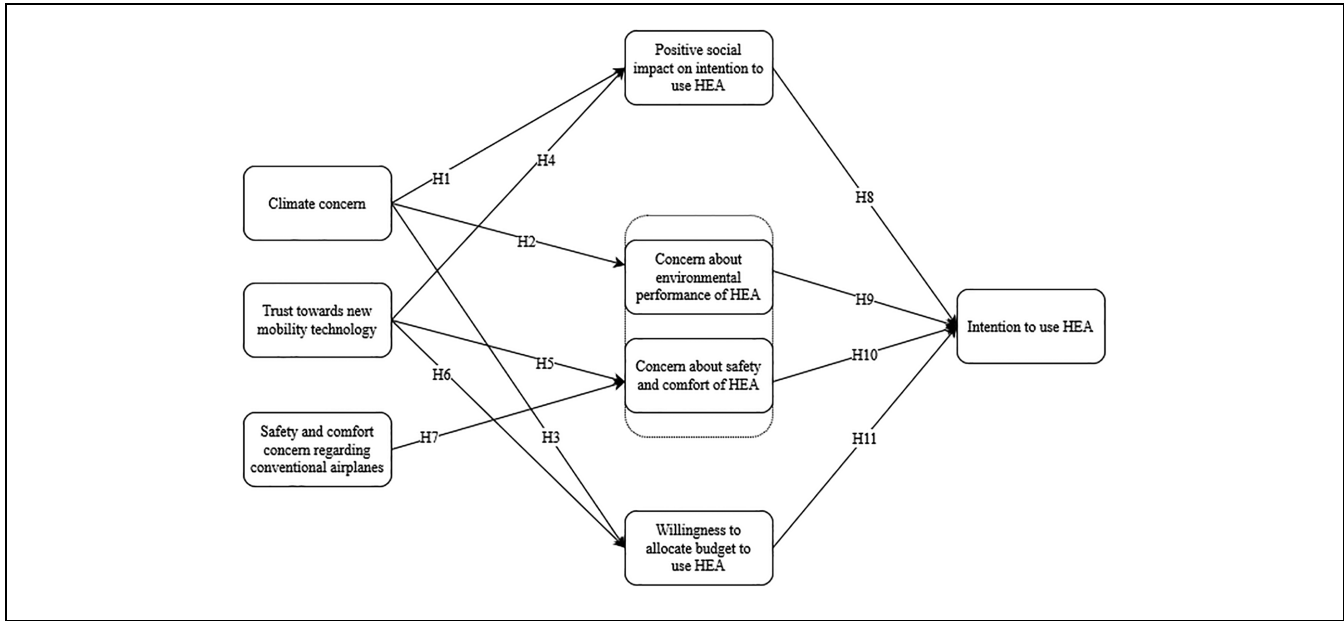 Positive social
impact on intention to
use HEA
H1
H4
Climate concern
H8
H2
Concern about
environmental
performance of HEA
Trust towards new
mobility technology
H9
Intention to use HEA
H5
H6
Concern about safety
and comfort of HEA
H10
Safety and comfort
concern regarding
conventional airplanes
H7
H3
H11
Willingness to
allocate budget to
use HEA